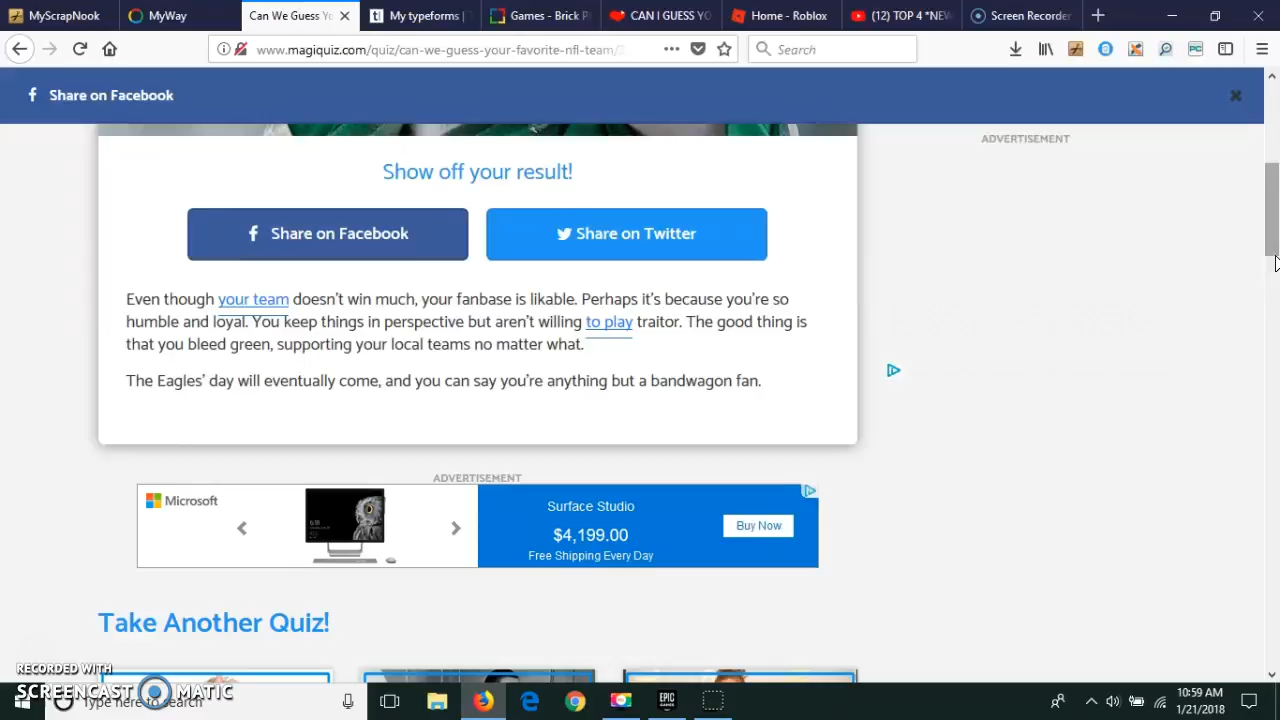 MyScrapNook
MyWay
Can We Guess Yo
My typeforms | T
Games - Brick Pl
CAN I GUESS YO
Home - Roblox
(12) TOP 4 *NEW
Screen Recorder
www.magiquiz.com/quiz/can-we-guess-your-favorite-nfl-team/
Search
Share on Facebook
ADVERTISEMENT
Show off your result!
Share on Facebook
Share on Twitter
Even though your team doesn't win much, your fanbase is likable. Perhaps it's because you're so
humble and loyal. You keep things in perspective but aren't willing to play traitor. The good thing is
that you bleed green, supporting your local teams no matter what.
The Eagles' day will eventually come, and you can say you're anything but a bandwagon fan.
ADVERTISEMENT
Microsoft
Surface Studio
$4,199.00
Free Shipping Every Day
Buy Now
Take Another Quiz!
RECORDED WITH
SCREENCAST MATIC
Type here to search
EPIC
GAMES
10:59 AM
1/21/2018